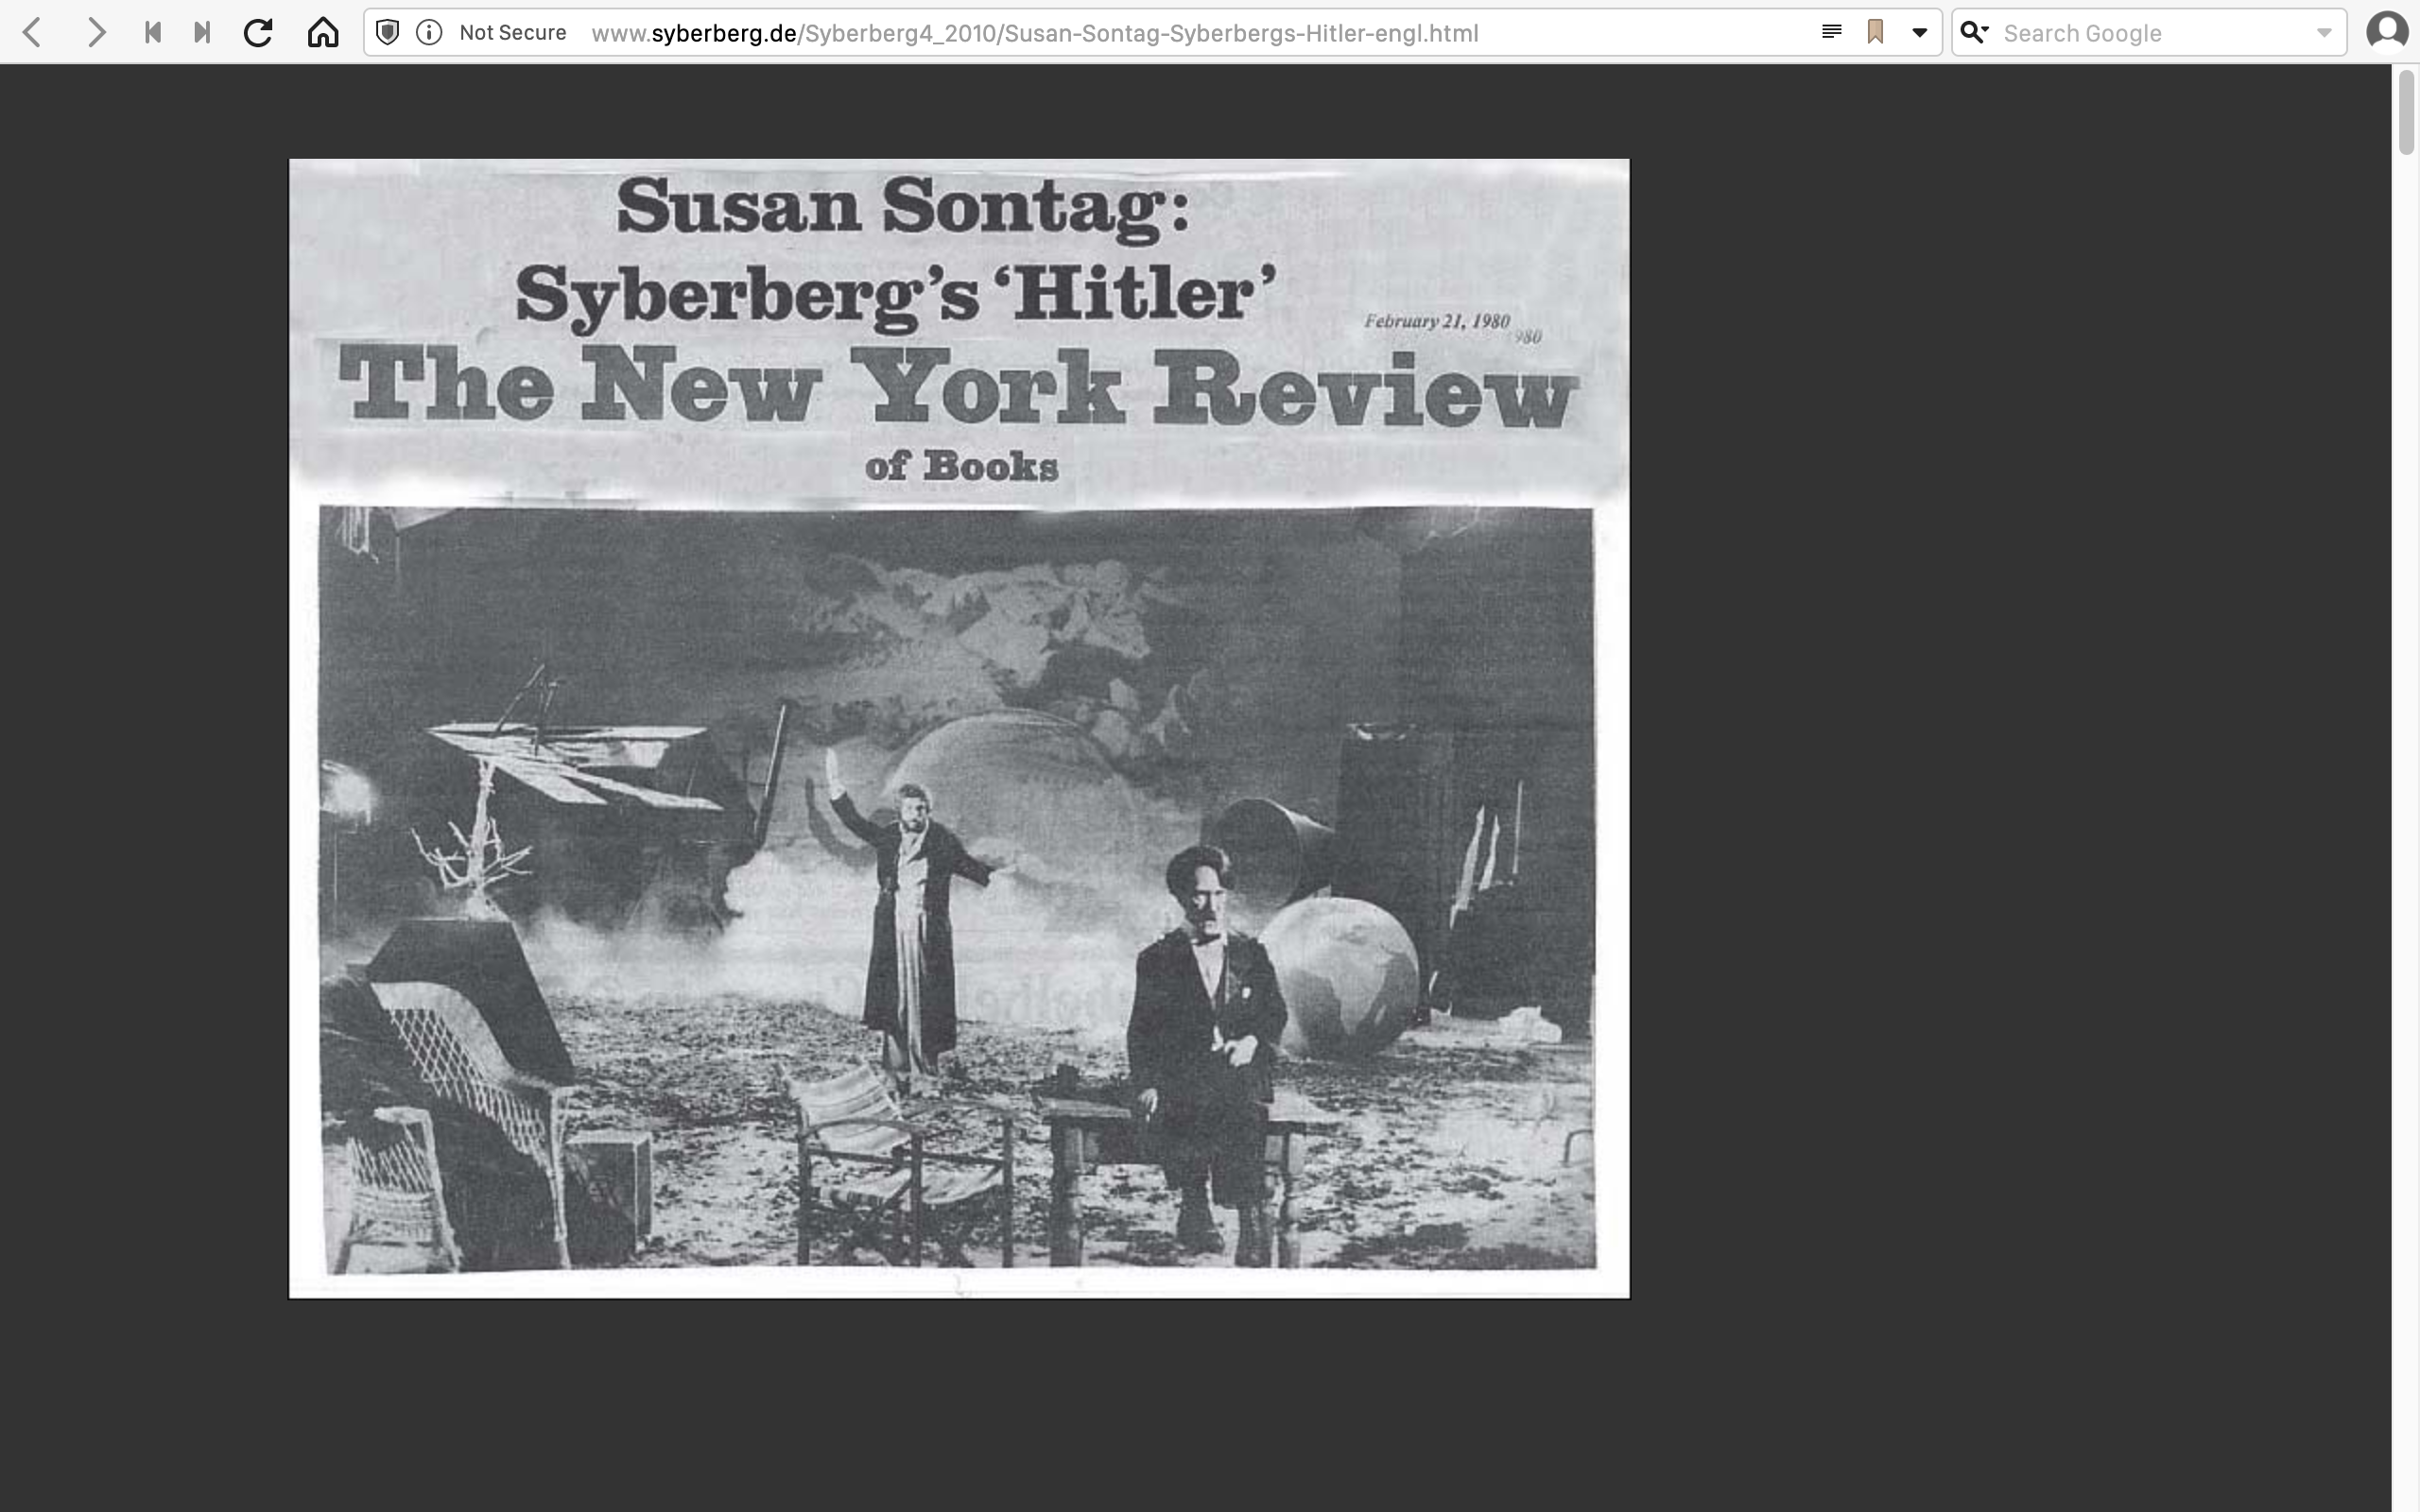 Not Secure www.syberberg.de/Syberberg4_2010/Susan-Sontag-Syberbergs-Hitler-engl.html Search Google
Susan Sontag:
Syberberg's ‘Hitler’
February 21, 1980
980
The New York Review
of Books